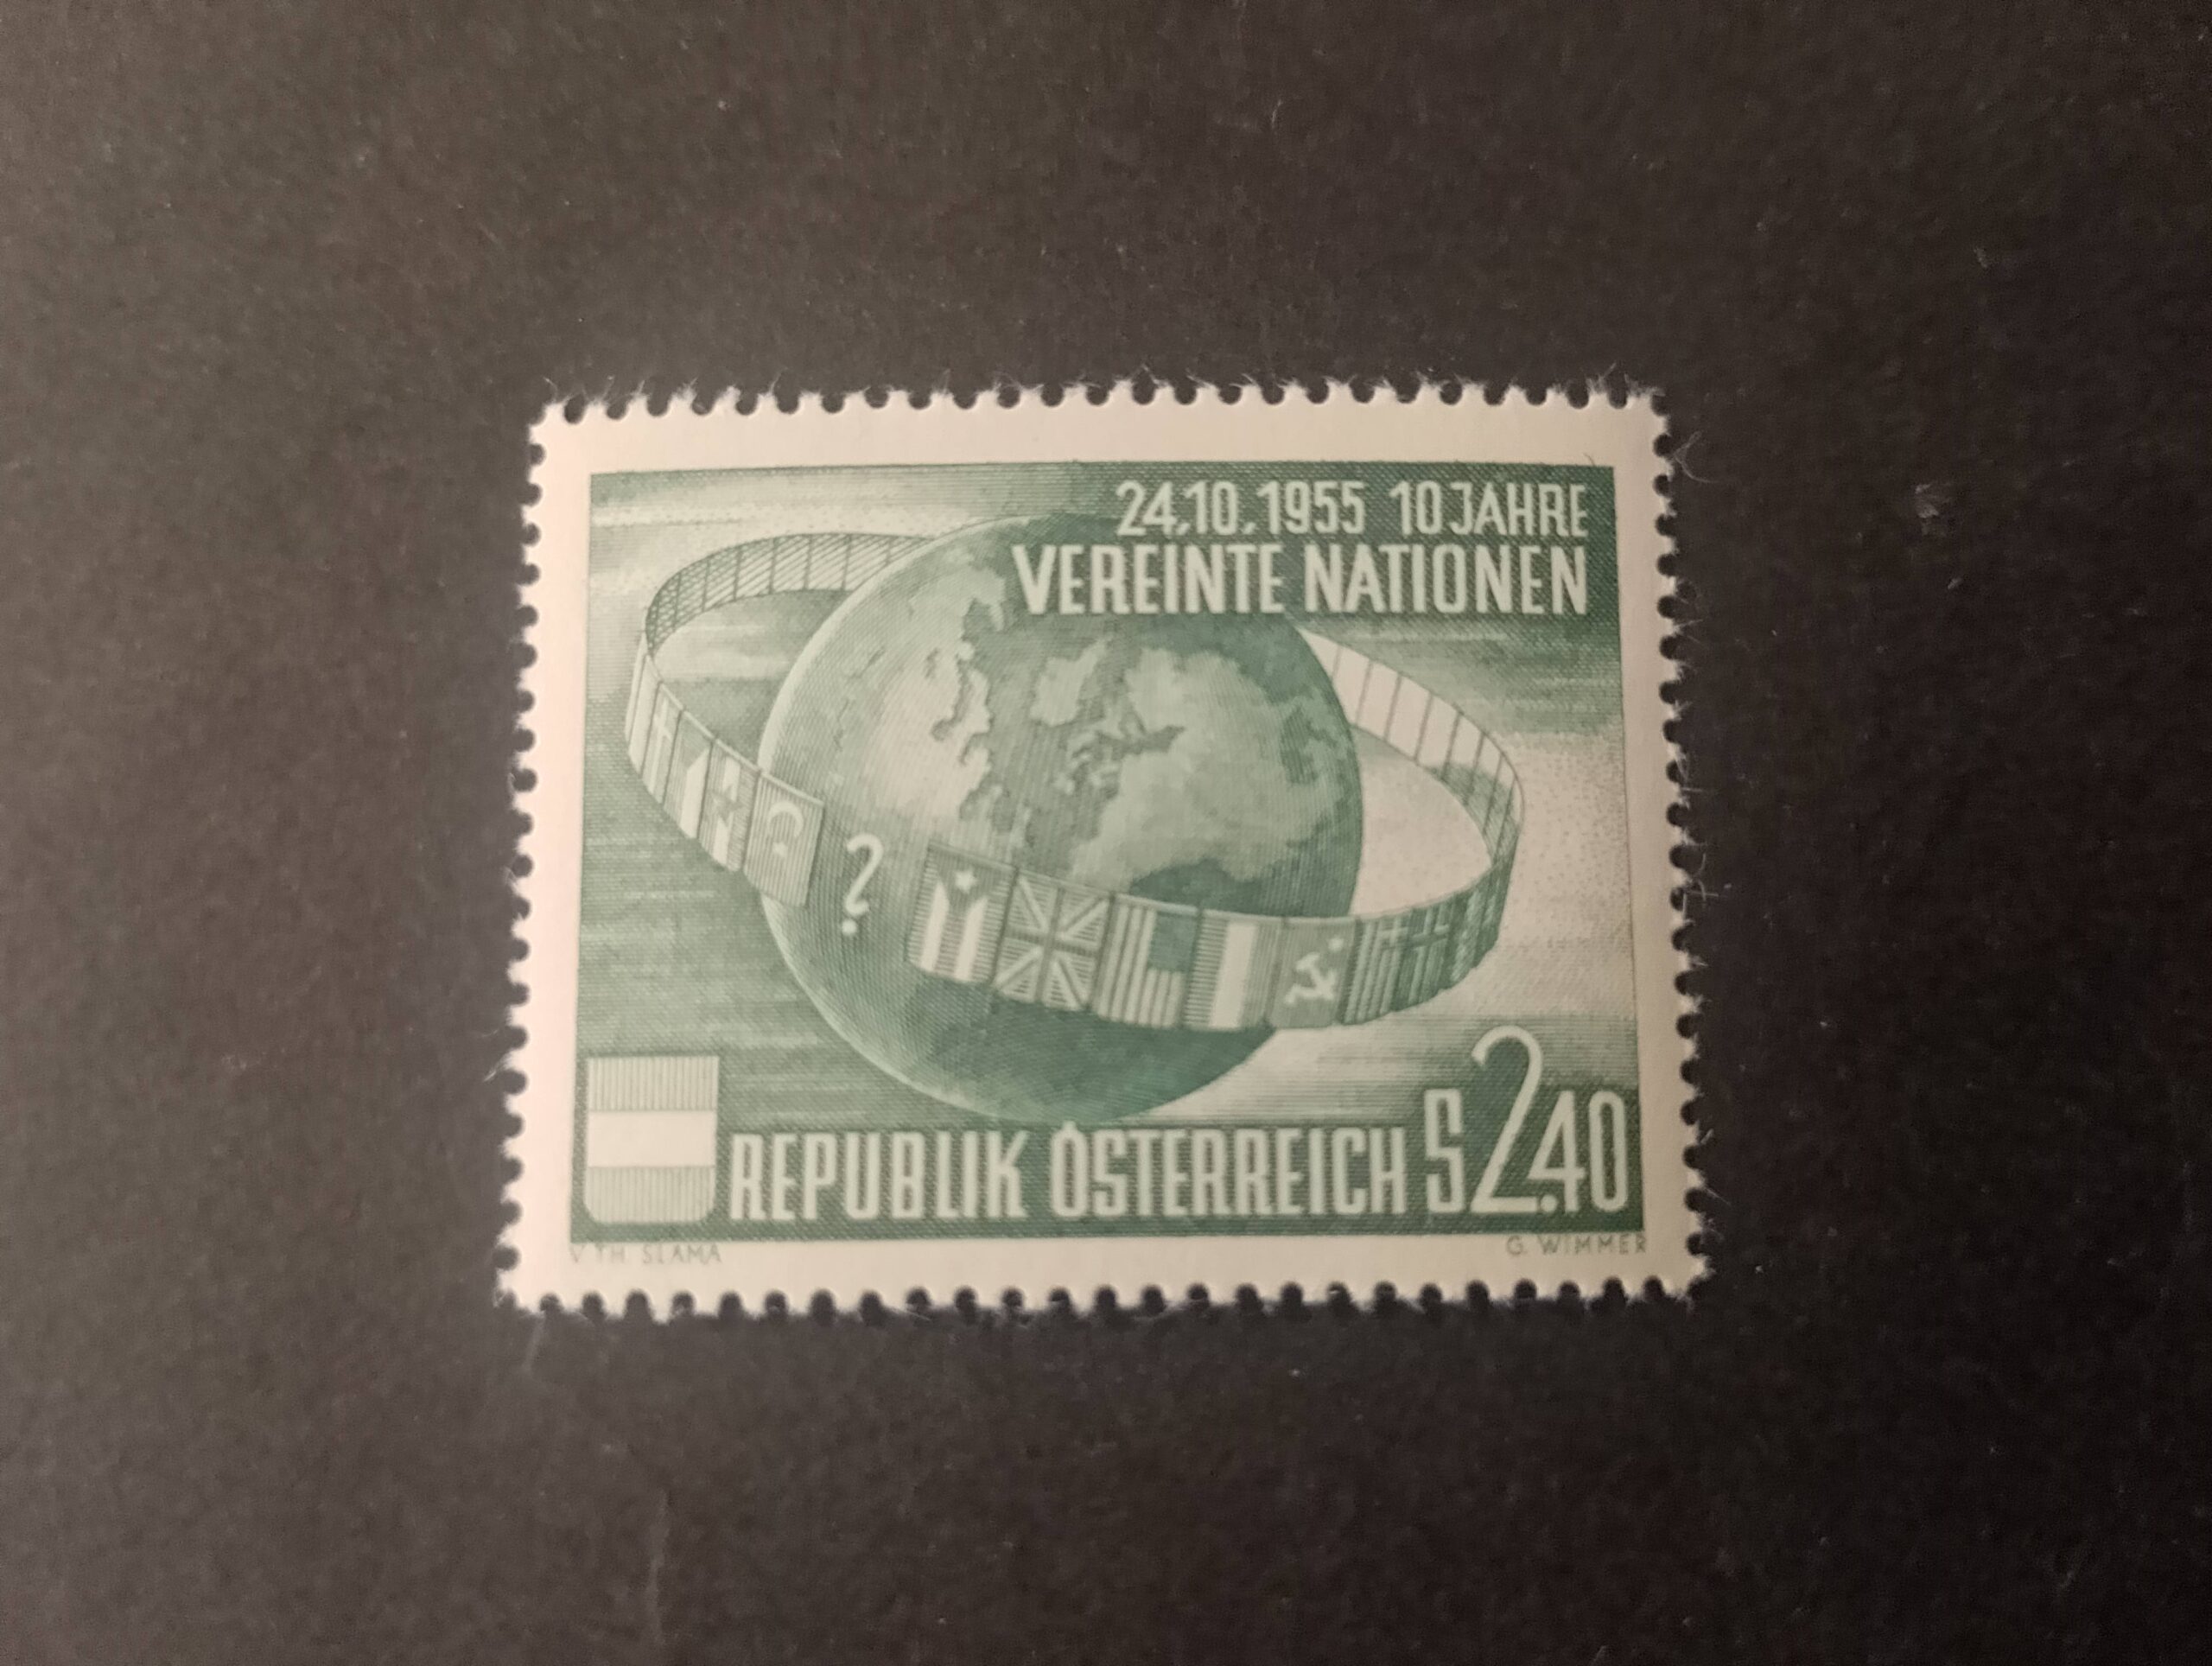 24.10.1955 10 JAHRE
VEREINTE NATIONEN
?
REPUBLIK ÖSTERREICH S 2.40
V. TH. SLAMA
G. WIMMER